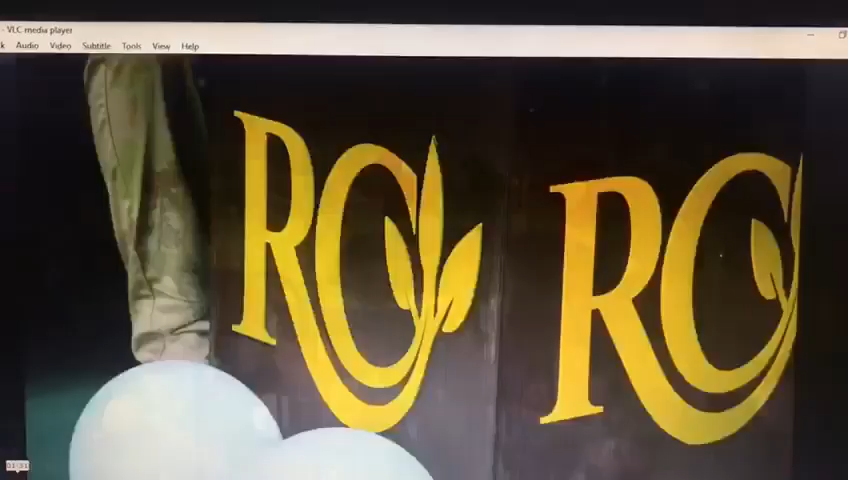 - VLC media player
k Audio Video Subtitle Tools View Help
RC RC